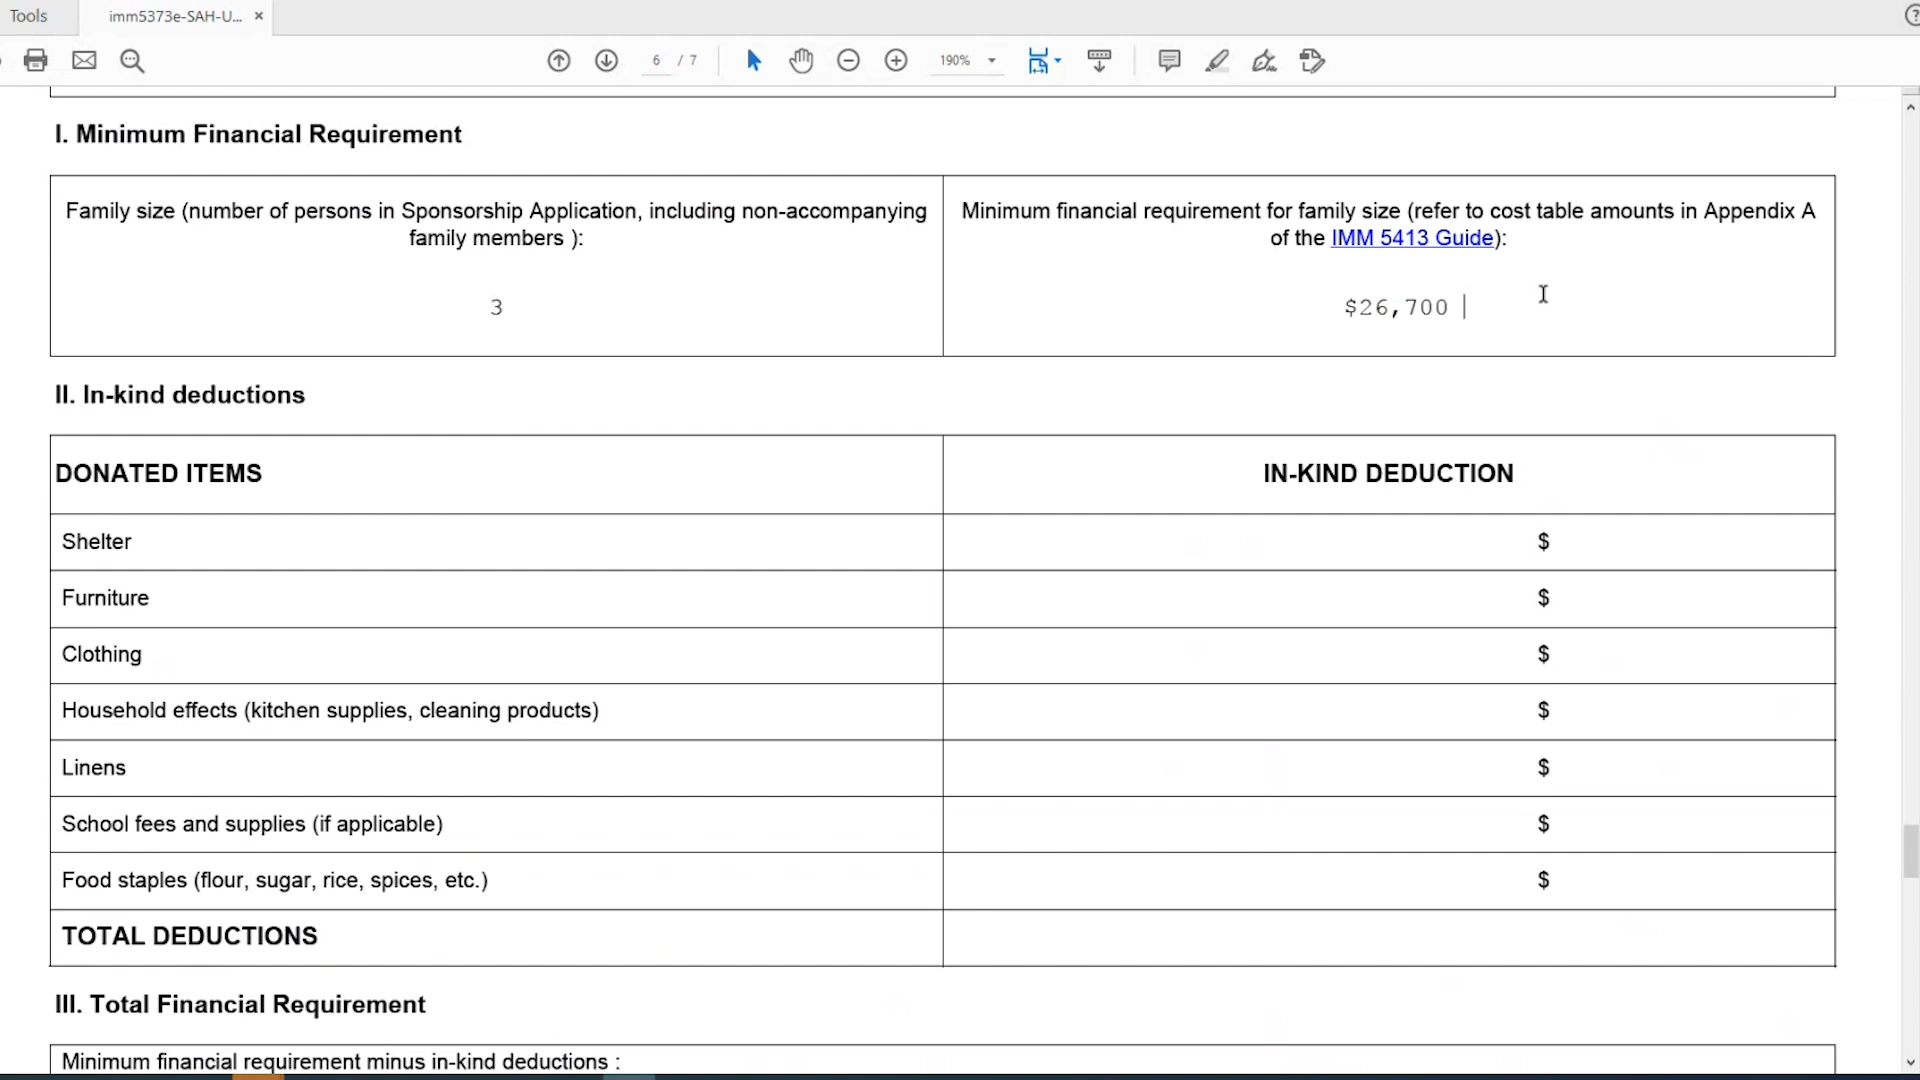 Tools
imm5373e-SAH-U... ×
6 / 7
190%
I. Minimum Financial Requirement
Family size (number of persons in Sponsorship Application, including non-accompanying
family members ):
3
Minimum financial requirement for family size (refer to cost table amounts in Appendix A
of the IMM 5413 Guide):
$26,700
II. In-kind deductions
DONATED ITEMS
IN-KIND DEDUCTION
Shelter
$
Furniture
$
Clothing
$
Household effects (kitchen supplies, cleaning products)
$
Linens
$
School fees and supplies (if applicable)
$
Food staples (flour, sugar, rice, spices, etc.)
$
TOTAL DEDUCTIONS
III. Total Financial Requirement
Minimum financial requirement minus in-kind deductions :